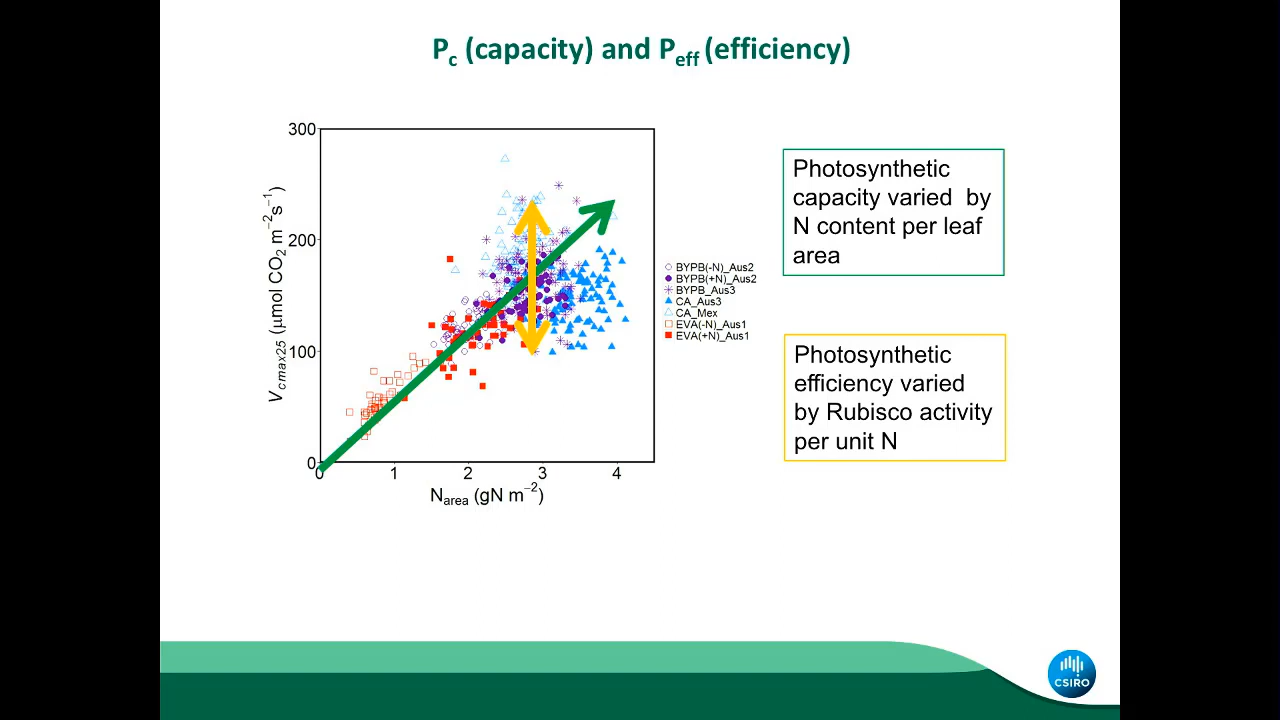 Pc (capacity) and Peff (efficiency)
300
200
100
0
0
1
2
3
4
Vcmax25 (µmol CO2 m−2s−1)
Narea (gN m−2)
BYPB(-N)_Aus2
BYPB(+N)_Aus2
BYPB_Aus3
CA_Aus3
CA_Mex
EVA(-N)_Aus1
EVA(+N)_Aus1
Photosynthetic
capacity varied by
N content per leaf
area
Photosynthetic
efficiency varied
by Rubisco activity
per unit N
CSIRO